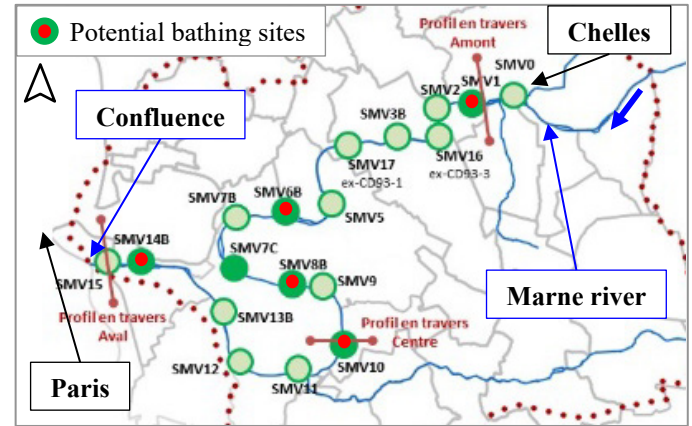 Potential bathing sites
Profil en travers
Amont
Chelles
SMV0
SMV1
SMV2
Confluence
SMV3B
SMV17
ex-CD93-1
SMV16
ex-CD93-3
SMV7B
SMV6B
SMV5
SMV14B
SMV7C
SMV8B
SMV9
SMV15
Marne river
Profil en travers
Aval
SMV13B
Profil en travers
Centre
Paris
SMV12
SMV11
SMV10